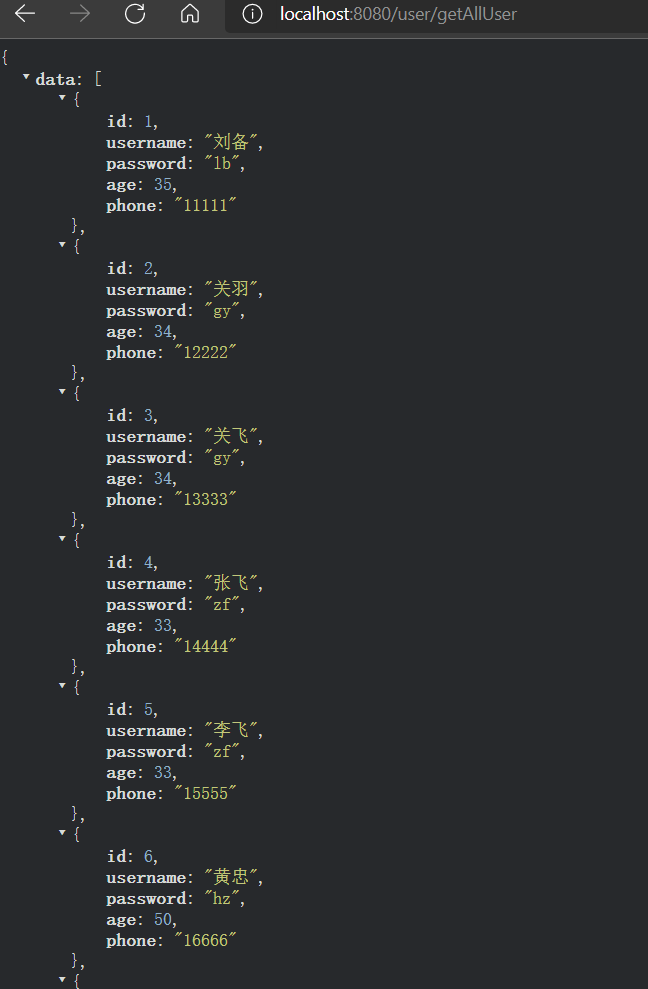 localhost:8080/user/getAllUser
{
data: [
{
id: 1,
username: "刘备",
password: "lb",
age: 35,
phone: "11111"
},
{
id: 2,
username: "关羽",
password: "gy",
age: 34,
phone: "12222"
},
{
id: 3,
username: "关飞",
password: "gy",
age: 34,
phone: "13333"
},
{
id: 4,
username: "张飞",
password: "zf",
age: 33,
phone: "14444"
},
{
id: 5,
username: "李飞",
password: "zf",
age: 33,
phone: "15555"
},
{
id: 6,
username: "黄忠",
password: "hz",
age: 50,
phone: "16666"
},
{